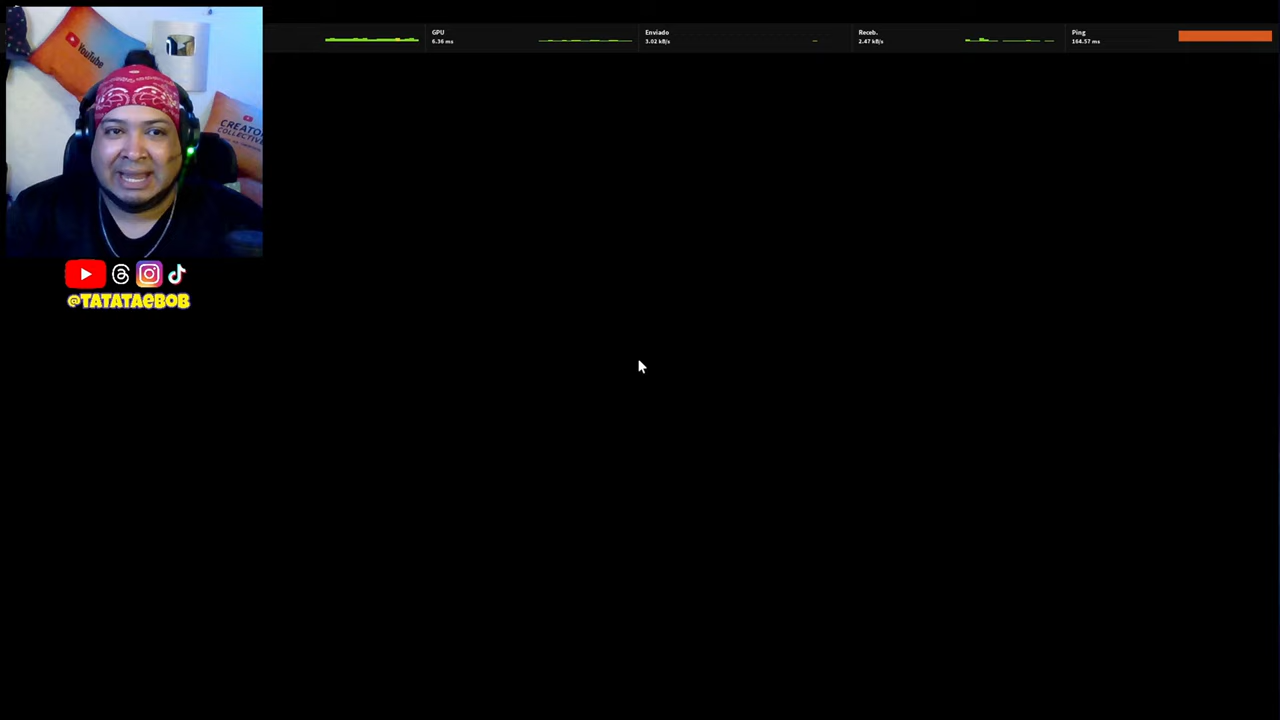 GPU
6.36 ms
Enviado
3.02 kB/s
Receb.
2.47 kB/s
Ping
164.57 ms
YouTube
CREATOR
COLLECTIVE
@TATATAeBOB